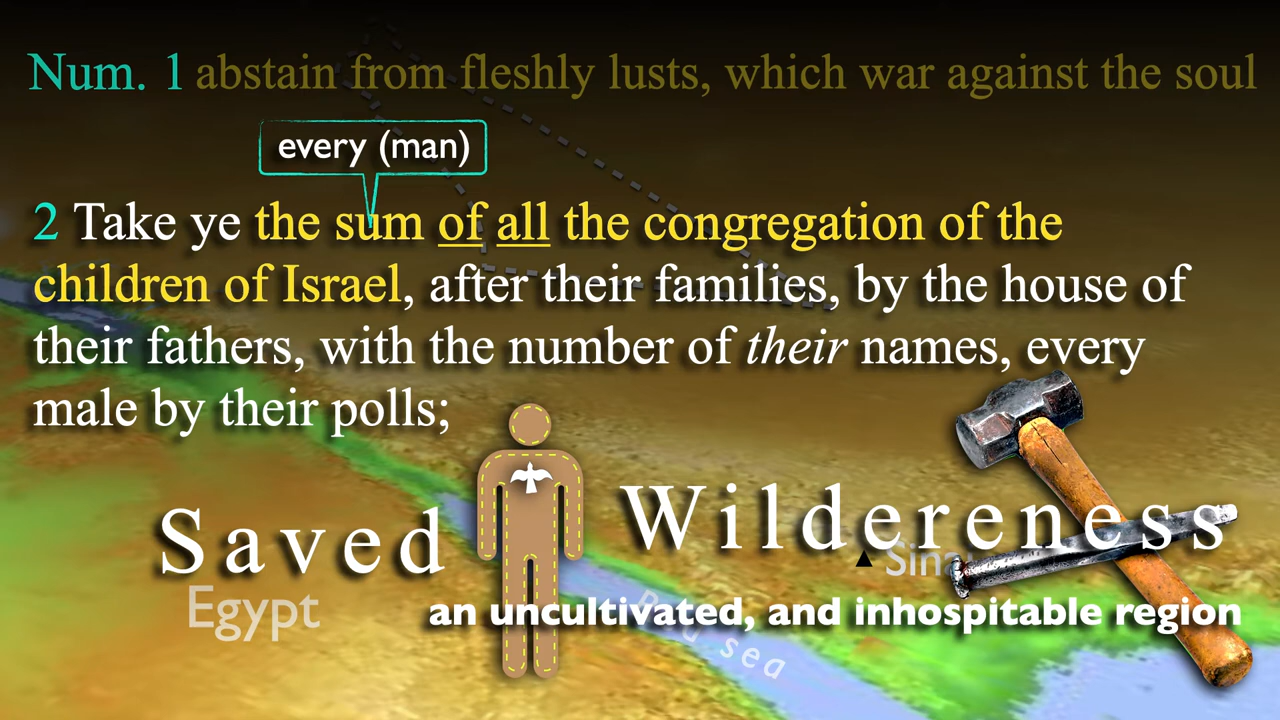 Num. 1 abstain from fleshly lusts, which war against the soul
every (man)
2 Take ye the sum of all the congregation of the
children of Israel, after their families, by the house of
their fathers, with the number of their names, every
male by their polls;
Saved
Wildereness
Egypt
an uncultivated, and inhospitable region
sea